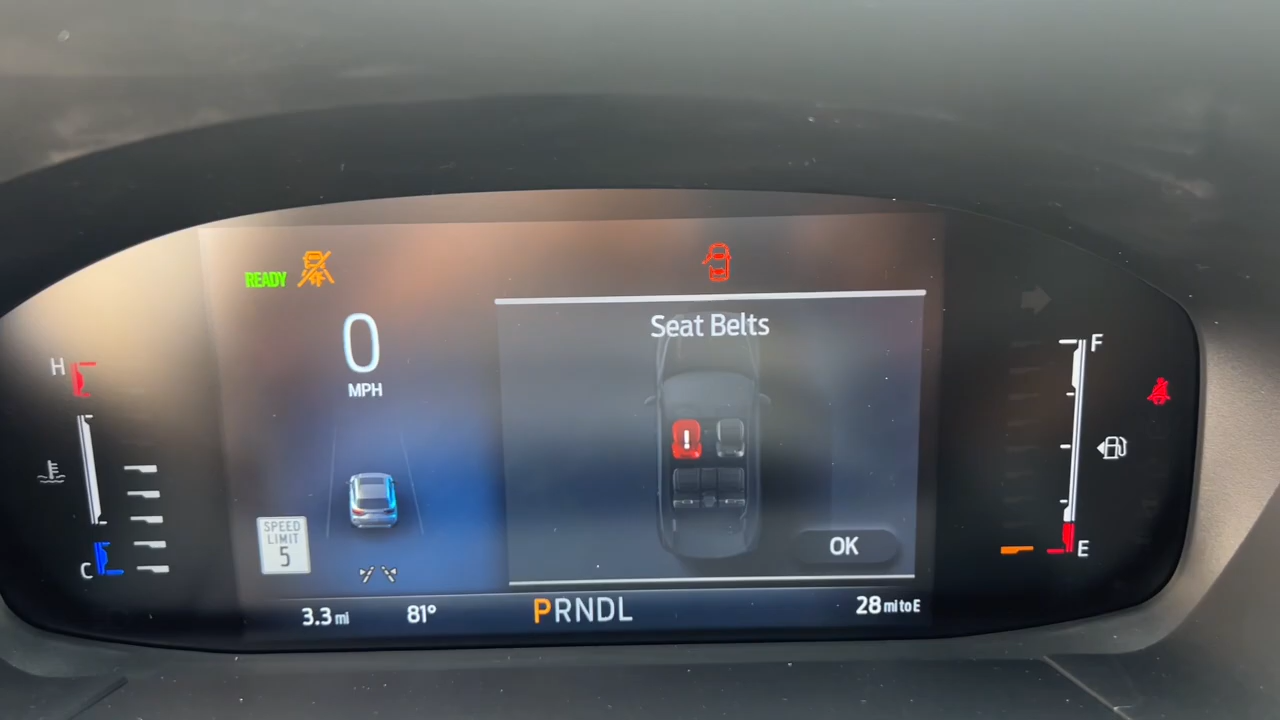 READY
0
MPH
Seat Belts
!
H
C
F
E
SPEED
LIMIT
5
OK
3.3 mi
81°
PRNDL
28 mi to E